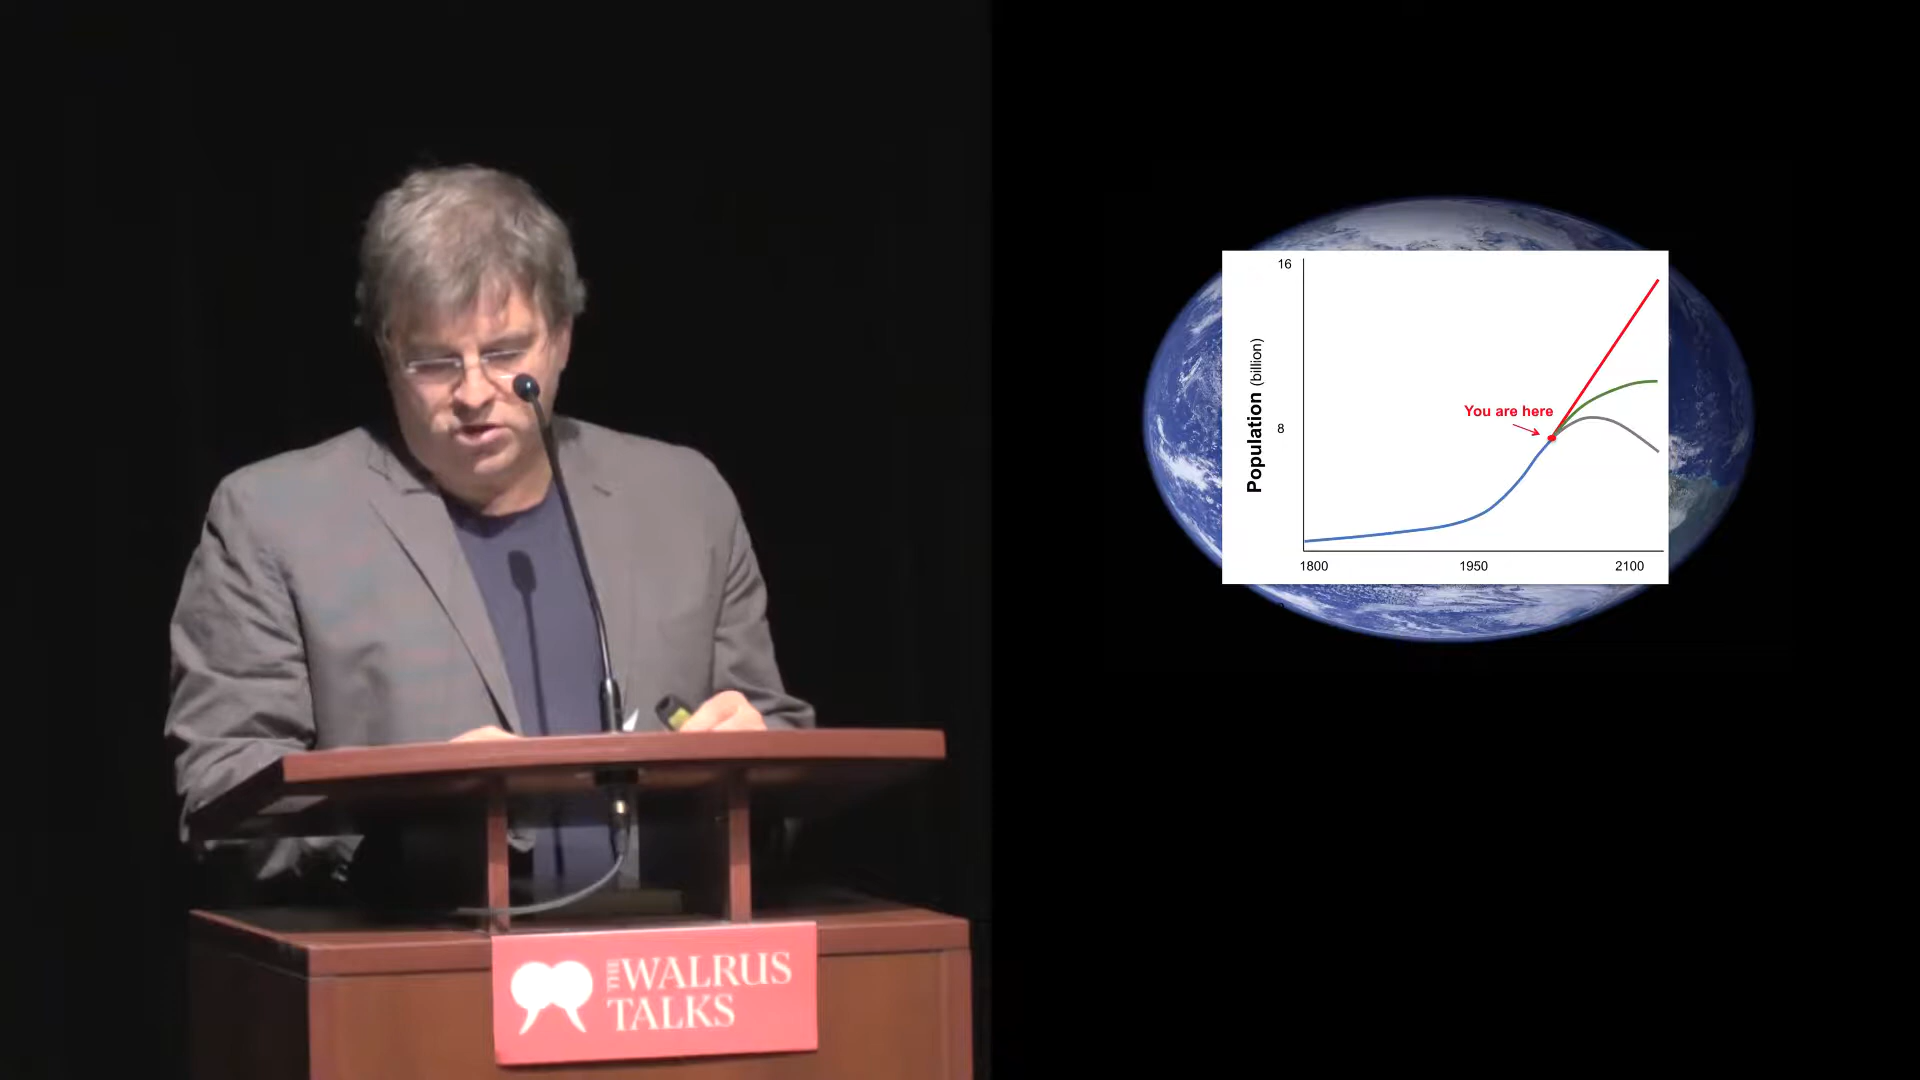 16
Population (billion)
You are here
8
1800 1950 2100
THE WALRUS
TALKS